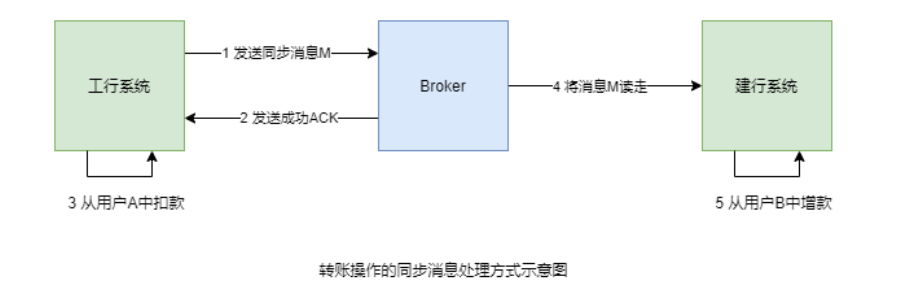 1 发送同步消息M
工行系统
Broker
4 将消息M读走
建行系统
2 发送成功ACK
3 从用户A中扣款
5 从用户B中增款
转账操作的同步消息处理方式示意图